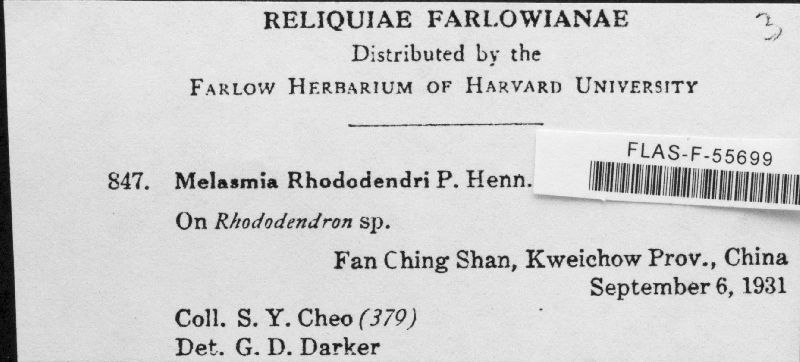 RELIQUIAE FARLOWIANAE
3
Distributed by the
FARLOW HERBARIUM OF HARVARD UNIVERSITY
FLAS-F-55699
847. Melasmia Rhododendri P. Henn.
On Rhododendron sp.
Fan Ching Shan, Kweichow Prov., China
September 6, 1931
Coll. S. Y. Cheo (379)
Det. G. D. Darker